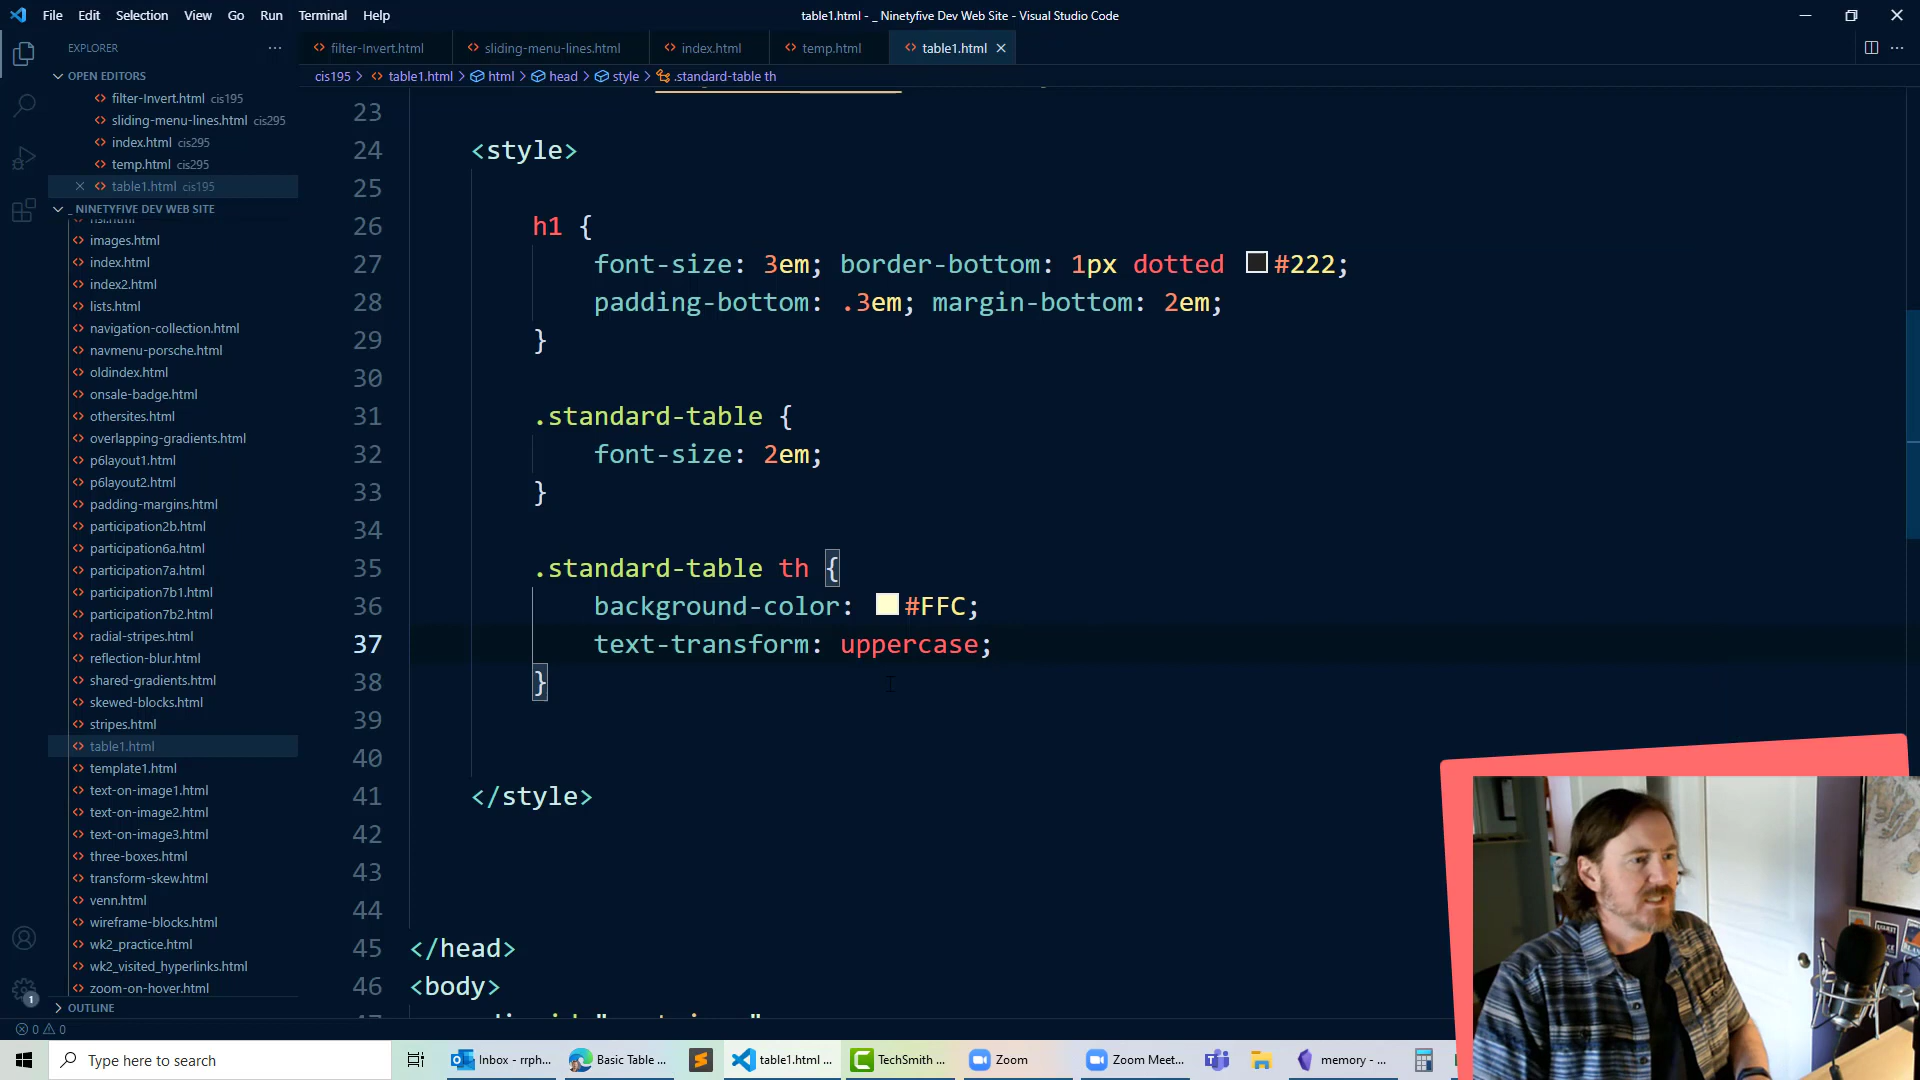 File Edit Selection View Go Run Terminal Help
table1.html - _ Ninetyfive Dev Web Site - Visual Studio Code
EXPLORER
filter-Invert.html
sliding-menu-lines.html
index.html
temp.html
table1.html
cis195 > table1.html > html > head > style > .standard-table th
OPEN EDITORS
filter-Invert.html cis195
sliding-menu-lines.html cis295
index.html cis295
temp.html cis295
table1.html cis195
_ NINETYFIVE DEV WEB SITE
images.html
index.html
index2.html
lists.html
navigation-collection.html
navmenu-porsche.html
oldindex.html
onsale-badge.html
othersites.html
overlapping-gradients.html
p6layout1.html
p6layout2.html
padding-margins.html
participation2b.html
participation6a.html
participation7a.html
participation7b1.html
participation7b2.html
radial-stripes.html
reflection-blur.html
shared-gradients.html
skewed-blocks.html
stripes.html
table1.html
template1.html
text-on-image1.html
text-on-image2.html
text-on-image3.html
three-boxes.html
transform-skew.html
venn.html
wireframe-blocks.html
wk2_practice.html
wk2_visited_hyperlinks.html
zoom-on-hover.html
OUTLINE
1
0 0
23
24 <style>
25
26 h1 {
27 font-size: 3em; border-bottom: 1px dotted #222;
28 padding-bottom: .3em; margin-bottom: 2em;
29 }
30
31 .standard-table {
32 font-size: 2em;
33 }
34
35 .standard-table th {
36 background-color: #FFC;
37 text-transform: uppercase;
38 }
39
40
41 </style>
42
43
44
45 </head>
46 <body>
Type here to search
Inbox - rrph...
Basic Table ...
table1.html ...
TechSmith ...
Zoom
Zoom Meet...
memory - ...